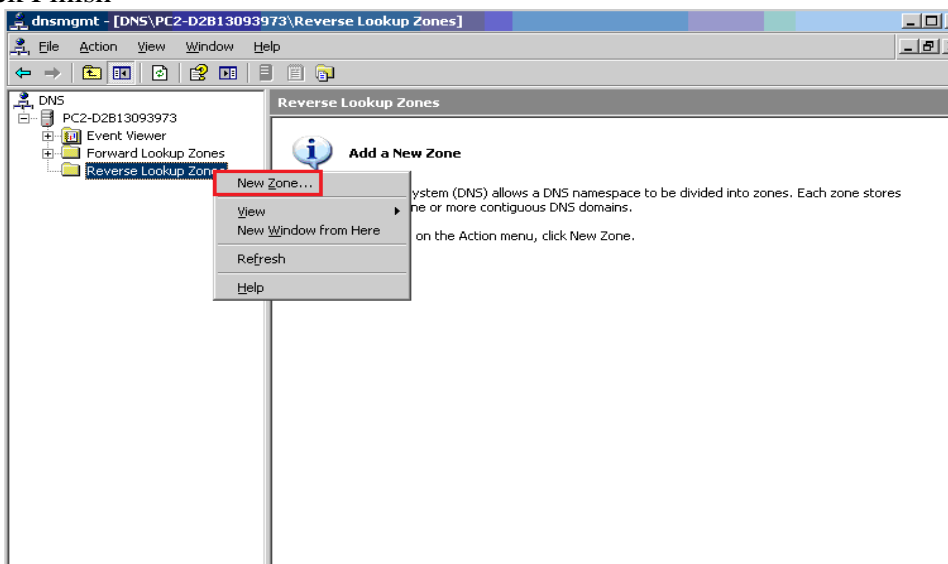 Finish
dnsmgmt - [DNS\PC2-D2B13093973\Reverse Lookup Zones]
File Action View Window Help
DNS
PC2-D2B13093973
Event Viewer
Forward Lookup Zones
Reverse Lookup Zones
New Zone...
View
New Window from Here
Refresh
Help
Reverse Lookup Zones
Add a New Zone
ystem (DNS) allows a DNS namespace to be divided into zones. Each zone stores
ne or more contiguous DNS domains.
on the Action menu, click New Zone.